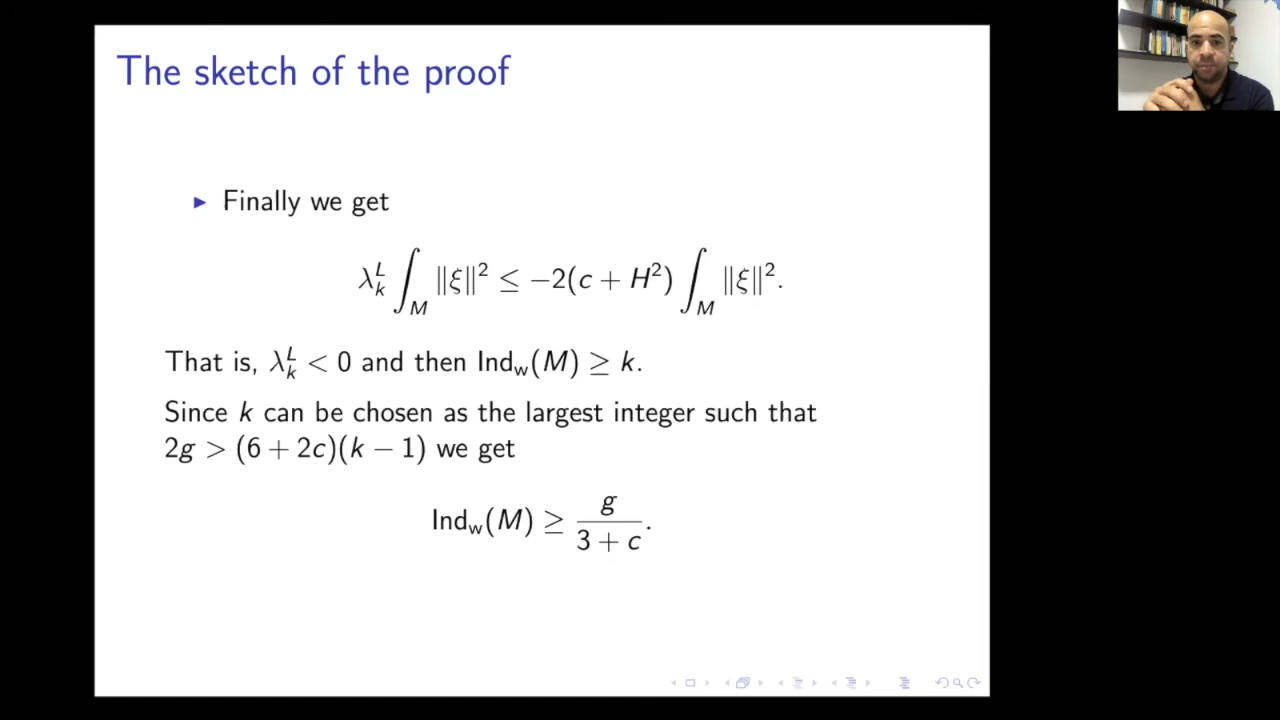 The sketch of the proof
▶ Finally we get
λ_k^L ∫_M ‖ξ‖² ≤ −2(c + H²) ∫_M ‖ξ‖².
That is, λ_k^L < 0 and then Ind_w(M) ≥ k.
Since k can be chosen as the largest integer such that
2g > (6 + 2c)(k − 1) we get
Ind_w(M) ≥ g / (3 + c).